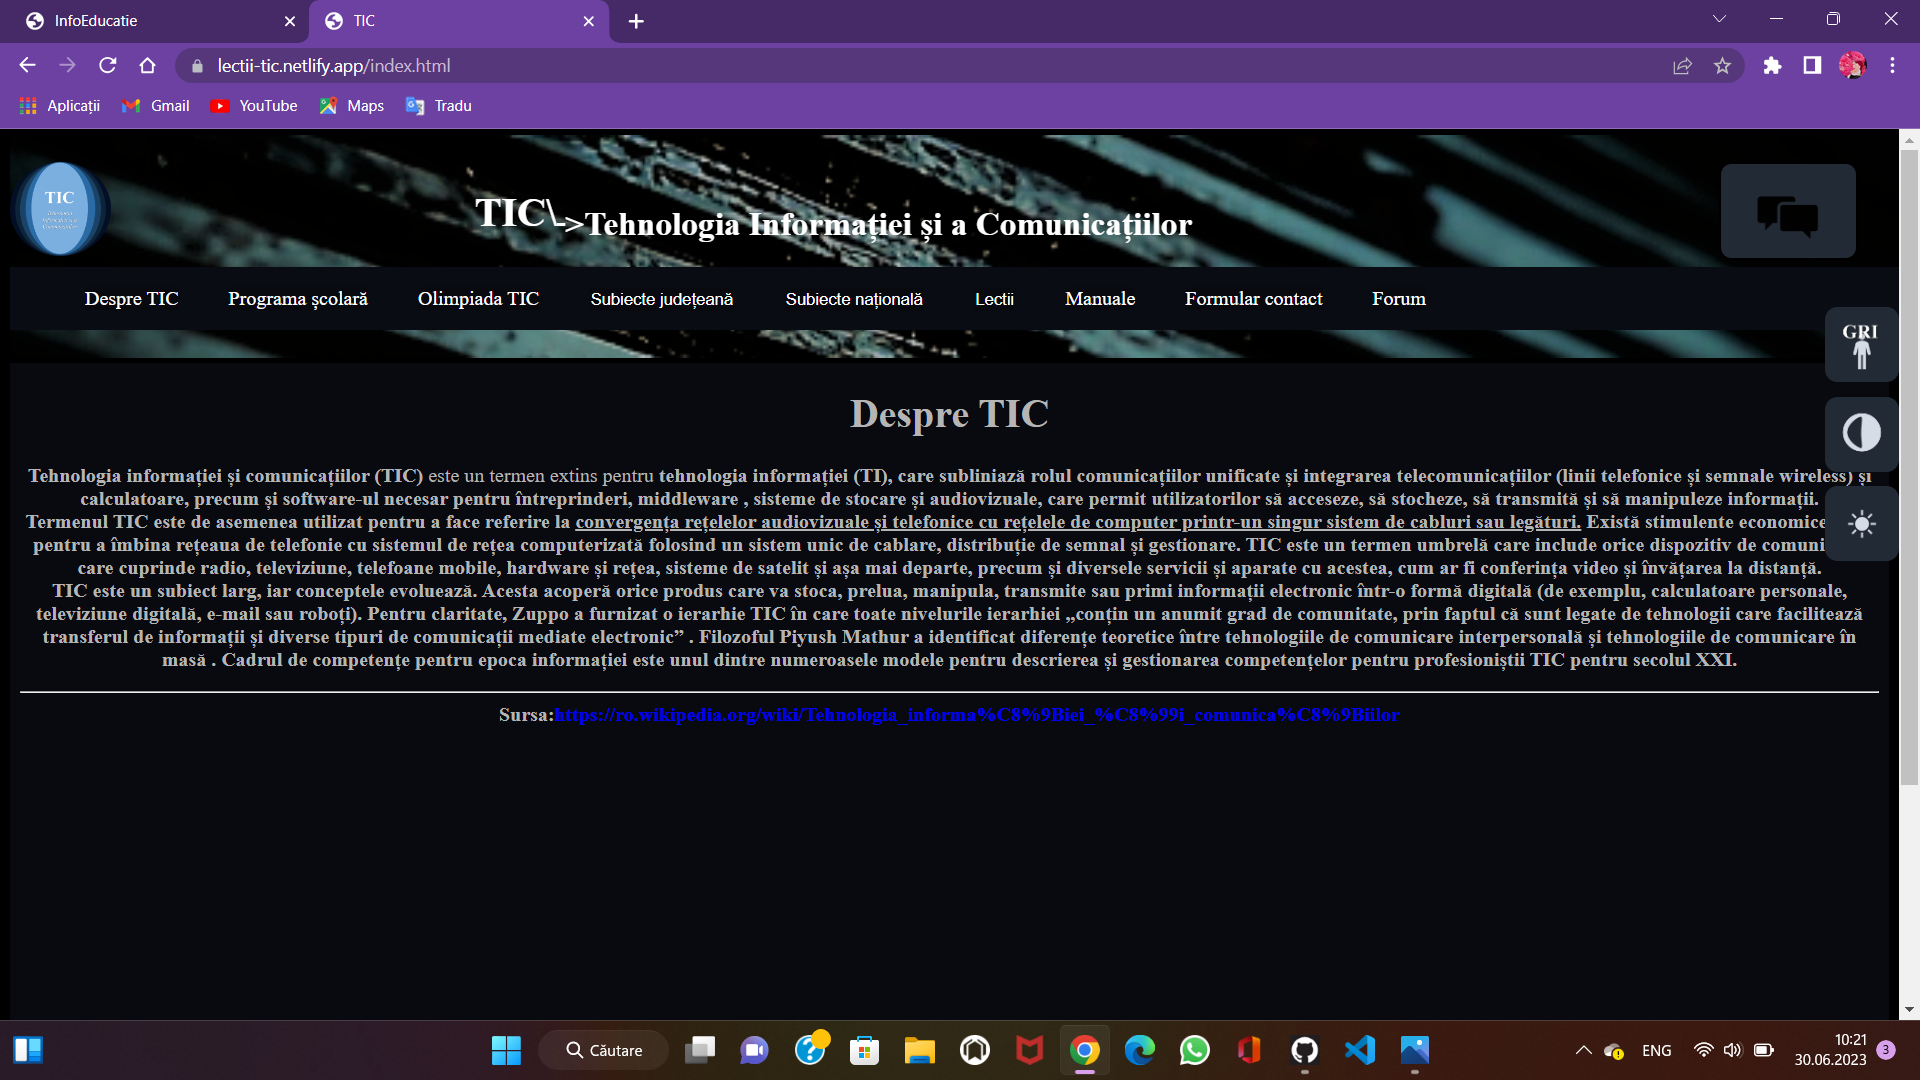 InfoEducatie
TIC
lectii-tic.netlify.app/index.html
Aplicații
Gmail
YouTube
Maps
Tradu
TIC
TIC\->Tehnologia Informației și a Comunicațiilor
Despre TIC
Programa școlară
Olimpiada TIC
Subiecte județeană
Subiecte națională
Lectii
Manuale
Formular contact
Forum
GRI
Despre TIC
Tehnologia informației și comunicațiilor (TIC) este un termen extins pentru tehnologia informației (TI), care subliniază rolul comunicațiilor unificate și integrarea telecomunicațiilor (linii telefonice și semnale wireless) și
calculatoare, precum și software-ul necesar pentru întreprinderi, middleware , sisteme de stocare și audiovizuale, care permit utilizatorilor să acceseze, să stocheze, să transmită și să manipuleze informații.
Termenul TIC este de asemenea utilizat pentru a face referire la convergența rețelelor audiovizuale și telefonice cu rețelele de computer printr-un singur sistem de cabluri sau legături. Există stimulente economice
pentru a îmbina rețeaua de telefonie cu sistemul de rețea computerizată folosind un sistem unic de cablare, distribuție de semnal și gestionare. TIC este un termen umbrelă care include orice dispozitiv de comuni
care cuprinde radio, televiziune, telefoane mobile, hardware și rețea, sisteme de satelit și așa mai departe, precum și diversele servicii și aparate cu acestea, cum ar fi conferința video și învățarea la distanță.
TIC este un subiect larg, iar conceptele evoluează. Acesta acoperă orice produs care va stoca, prelua, manipula, transmite sau primi informații electronic într-o formă digitală (de exemplu, calculatoare personale,
televiziune digitală, e-mail sau roboți). Pentru claritate, Zuppo a furnizat o ierarhie TIC în care toate nivelurile ierarhiei „conțin un anumit grad de comunitate, prin faptul că sunt legate de tehnologii care facilitează
transferul de informații și diverse tipuri de comunicații mediate electronic” . Filozoful Piyush Mathur a identificat diferențe teoretice între tehnologiile de comunicare interpersonală și tehnologiile de comunicare în
masă . Cadrul de competențe pentru epoca informației este unul dintre numeroasele modele pentru descrierea și gestionarea competențelor pentru profesioniștii TIC pentru secolul XXI.
Sursa:https://ro.wikipedia.org/wiki/Tehnologia_informa%C8%9Biei_%C8%99i_comunica%C8%9Biilor
Căutare
ENG
10:21
30.06.2023
3